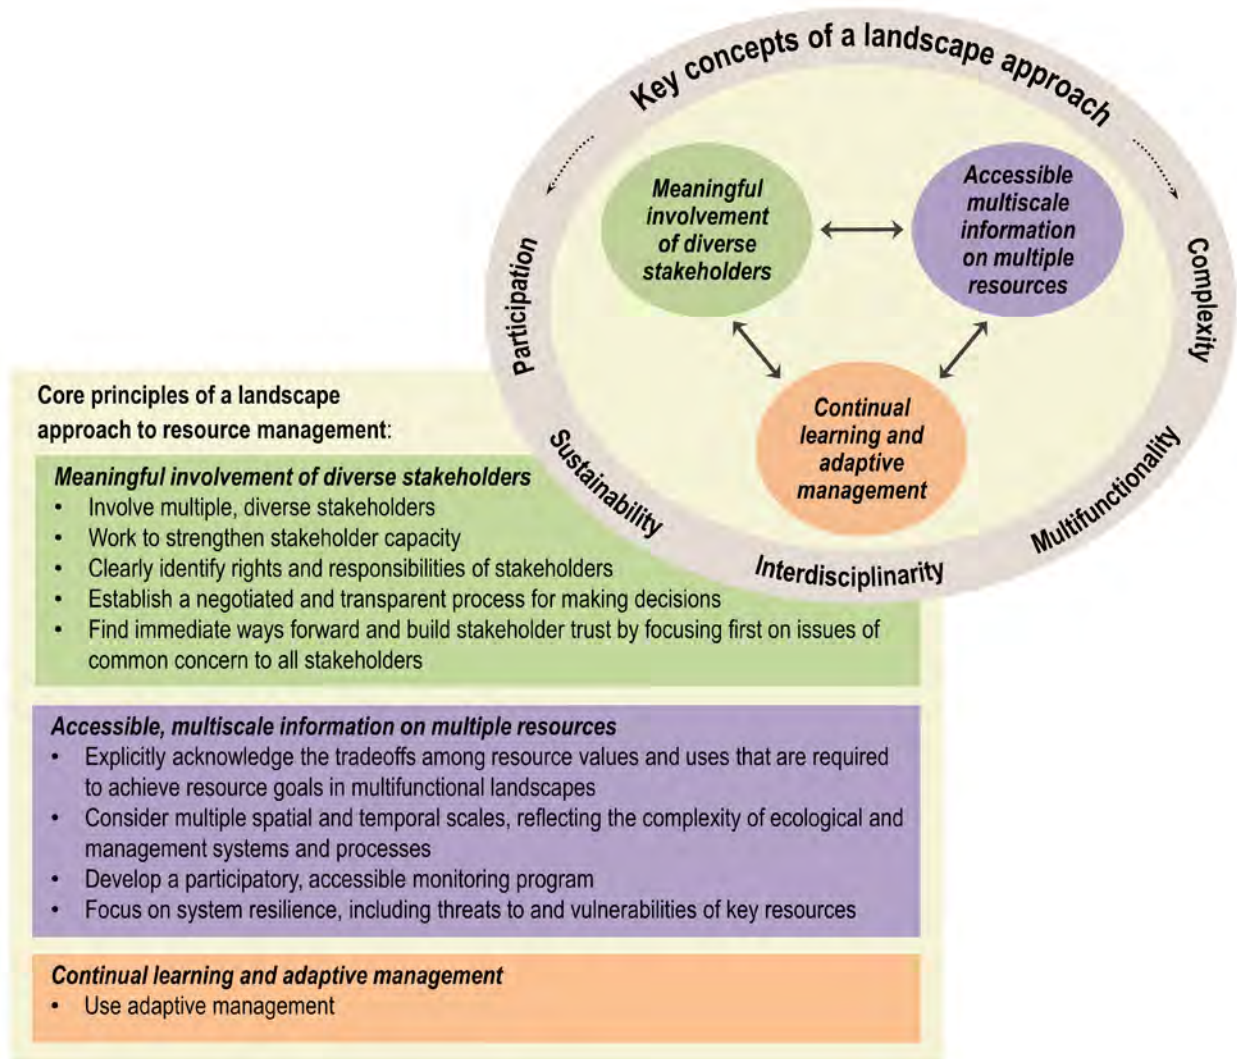 Key concepts of a landscape approach
Meaningful
involvement
of diverse
stakeholders
Accessible
multiscale
information
on multiple
resources
Continual
learning and
adaptive
management
Participation
Sustainability
Interdisciplinarity
Multifunctionality
Complexity
Core principles of a landscape
approach to resource management:
Meaningful involvement of diverse stakeholders
• Involve multiple, diverse stakeholders
• Work to strengthen stakeholder capacity
• Clearly identify rights and responsibilities of stakeholders
• Establish a negotiated and transparent process for making decisions
• Find immediate ways forward and build stakeholder trust by focusing first on issues of
common concern to all stakeholders
Accessible, multiscale information on multiple resources
• Explicitly acknowledge the tradeoffs among resource values and uses that are required
to achieve resource goals in multifunctional landscapes
• Consider multiple spatial and temporal scales, reflecting the complexity of ecological and
management systems and processes
• Develop a participatory, accessible monitoring program
• Focus on system resilience, including threats to and vulnerabilities of key resources
Continual learning and adaptive management
• Use adaptive management